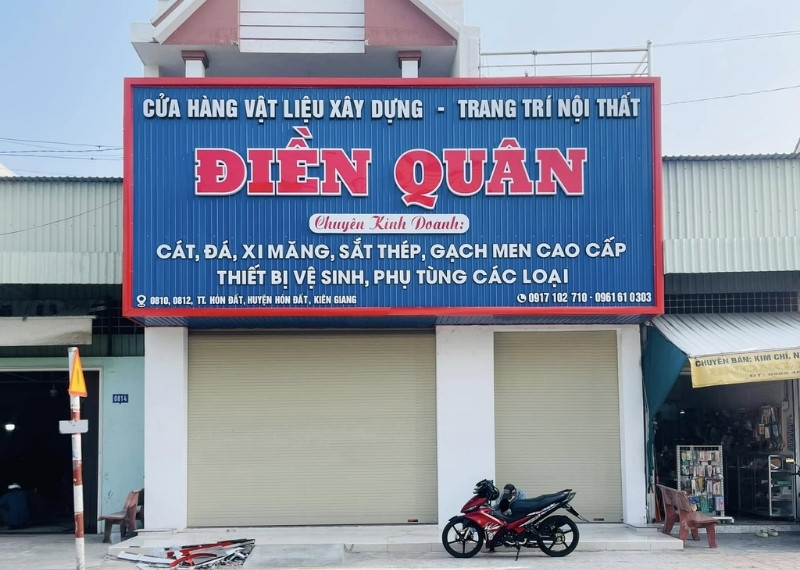 CỬA HÀNG VẬT LIỆU XÂY DỰNG - TRANG TRÍ NỘI THẤT
ĐIỀN QUÂN
Chuyên Kinh Doanh:
CÁT, ĐÁ, XI MĂNG, SẮT THÉP, GẠCH MEN CAO CẤP
THIẾT BỊ VỆ SINH, PHỤ TÙNG CÁC LOẠI
0810, 0812, TT. HÒN ĐẤT, HUYỆN HÒN ĐẤT, KIÊN GIANG
0917 102 710 - 096161 0303
0814
CHUYÊN BÁN: KIM CHỈ,